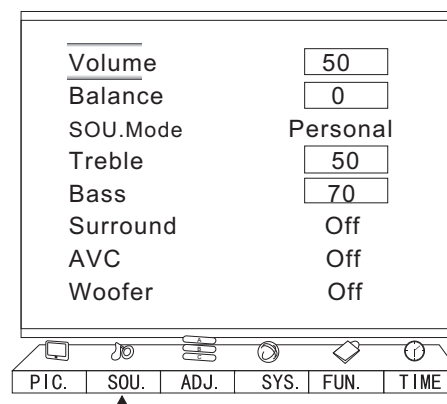 Volume 50
Balance 0
SOU.Mode Personal
Treble 50
Bass 70
Surround Off
AVC Off
Woofer Off
A
B
C
PIC. SOU. ADJ. SYS. FUN. TIME